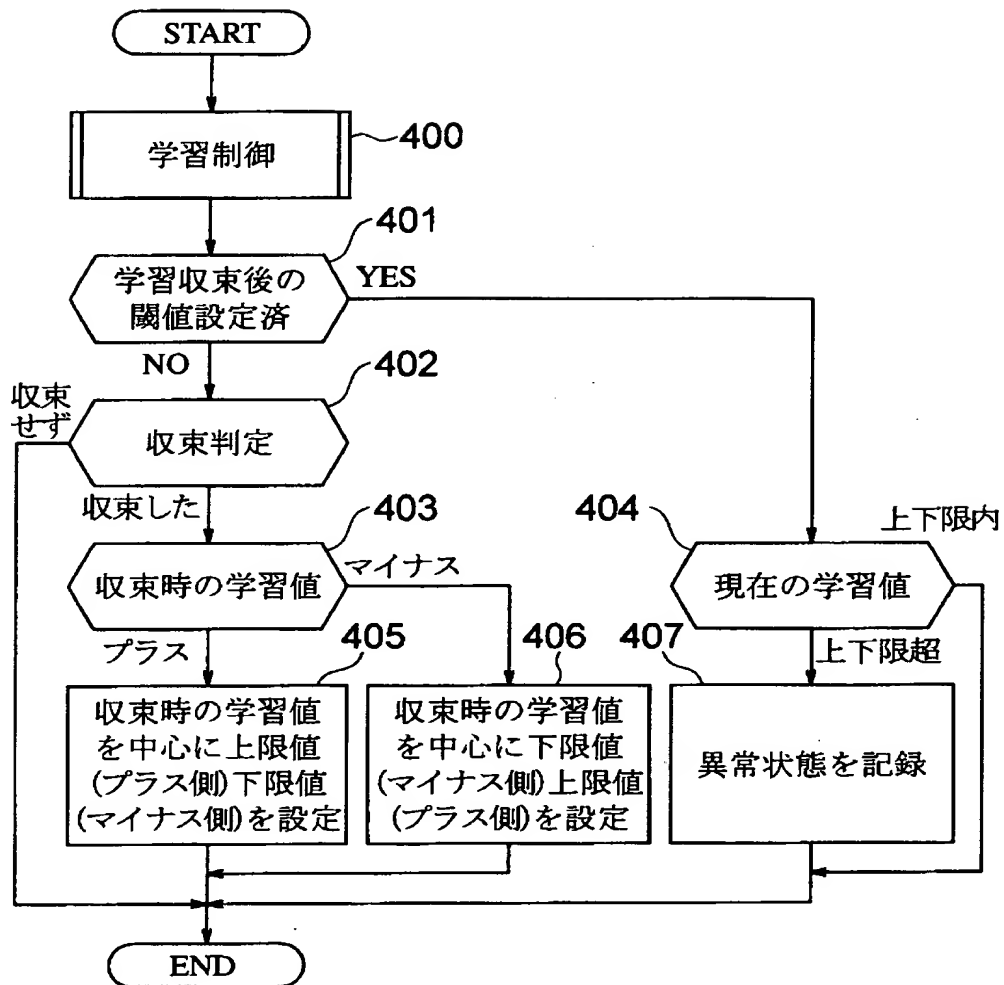 START
学習制御
400
401
学習収束後の
閾値設定済
YES
NO
402
収束
せず
収束判定
収束した
403
収束時の学習値
マイナス
プラス
404
上下限内
現在の学習値
上下限超
405
収束時の学習値
を中心に上限値
(プラス側)下限値
(マイナス側)を設定
406
収束時の学習値
を中心に下限値
(マイナス側)上限値
(プラス側)を設定
407
異常状態を記録
END